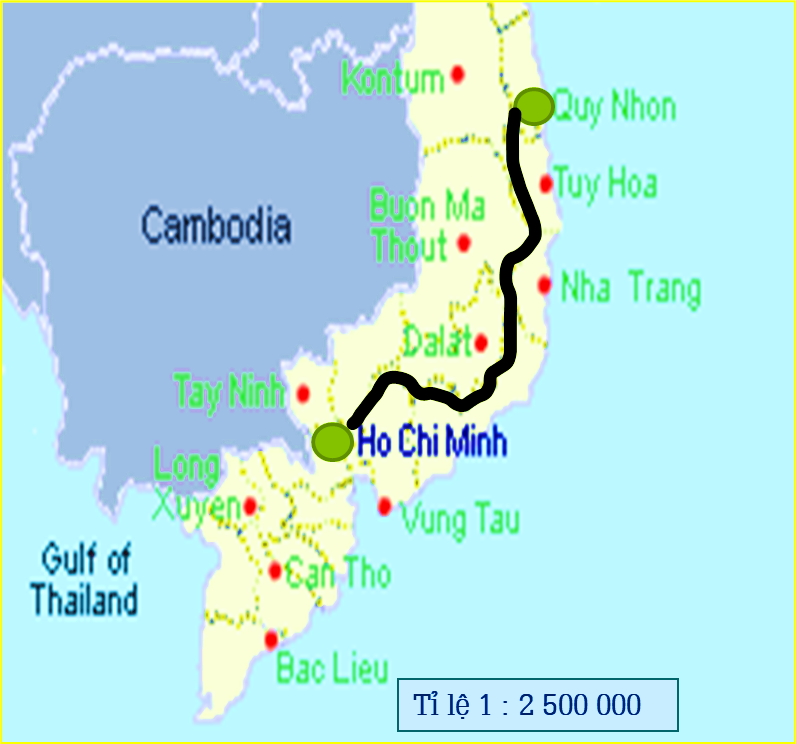 Kontum
Quy Nhon
Tuy Hoa
Buon Ma
Thout
Cambodia
Nha Trang
Dalat
Tay Ninh
Ho Chi Minh
Long
Xuyen
Vung Tau
Gulf of
Thailand
Can Tho
Bac Lieu
Tỉ lệ 1 : 2 500 000